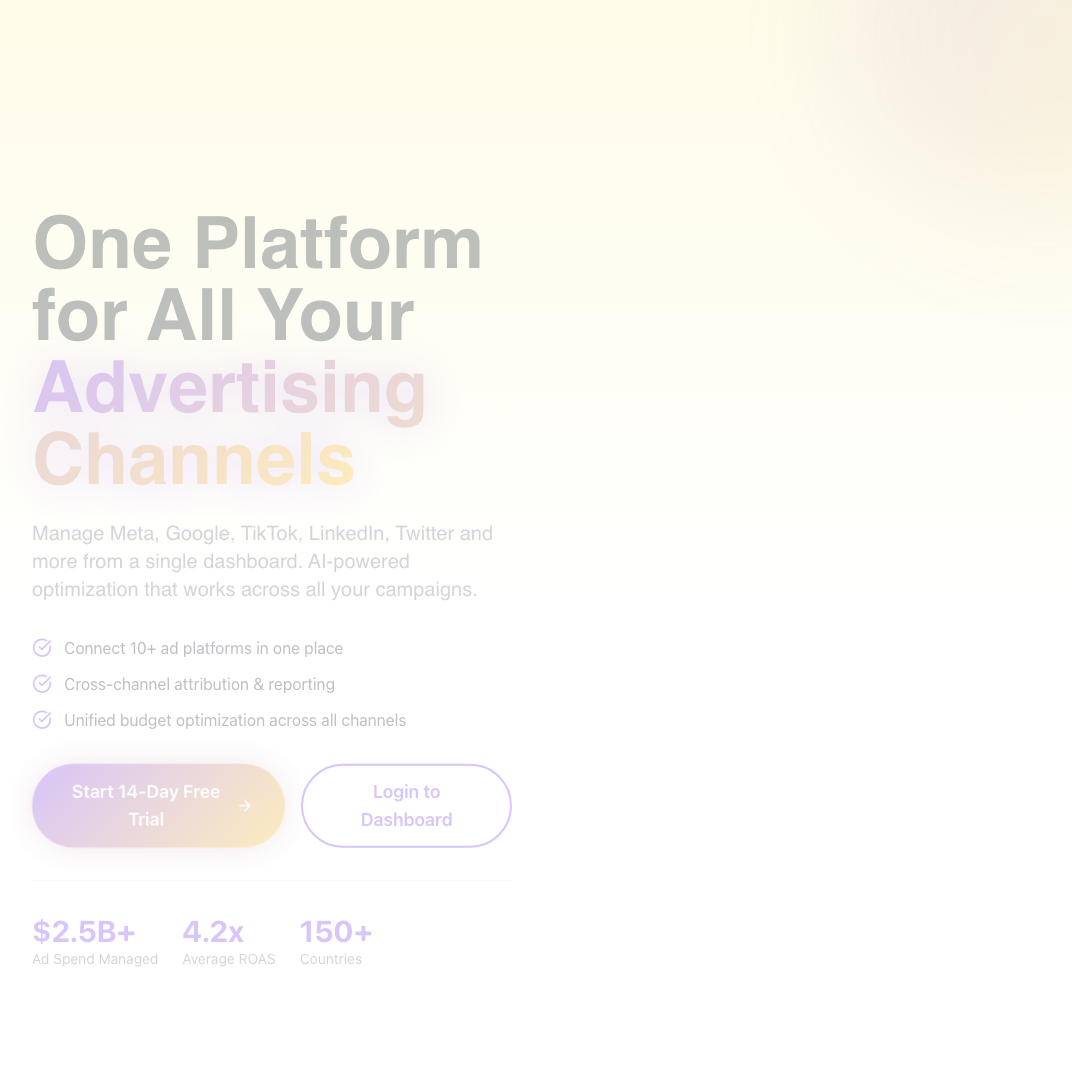 One Platform
for All Your
Advertising
Channels
Manage Meta, Google, TikTok, LinkedIn, Twitter and
more from a single dashboard. AI-powered
optimization that works across all your campaigns.
Connect 10+ ad platforms in one place
Cross-channel attribution & reporting
Unified budget optimization across all channels
Start 14-Day Free
Trial
Login to
Dashboard
$2.5B+ 4.2x 150+
Ad Spend Managed Average ROAS Countries